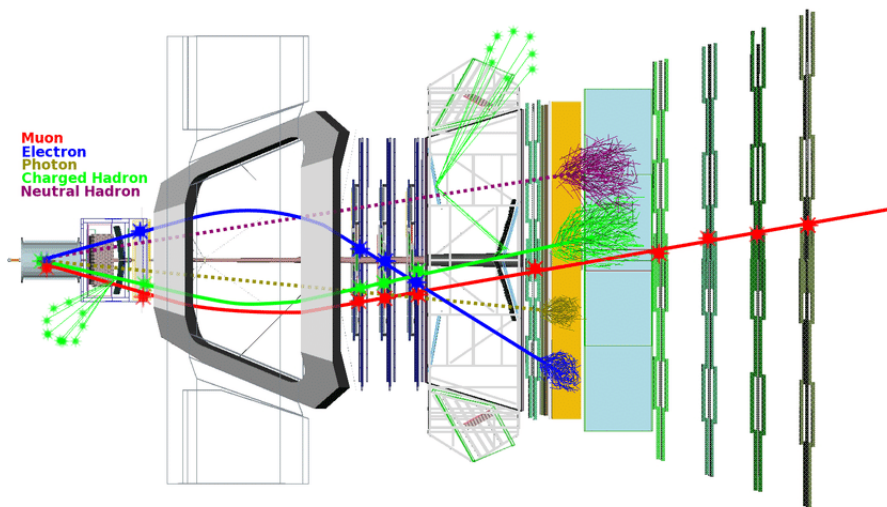 Muon
Electron
Photon
Charged Hadron
Neutral Hadron